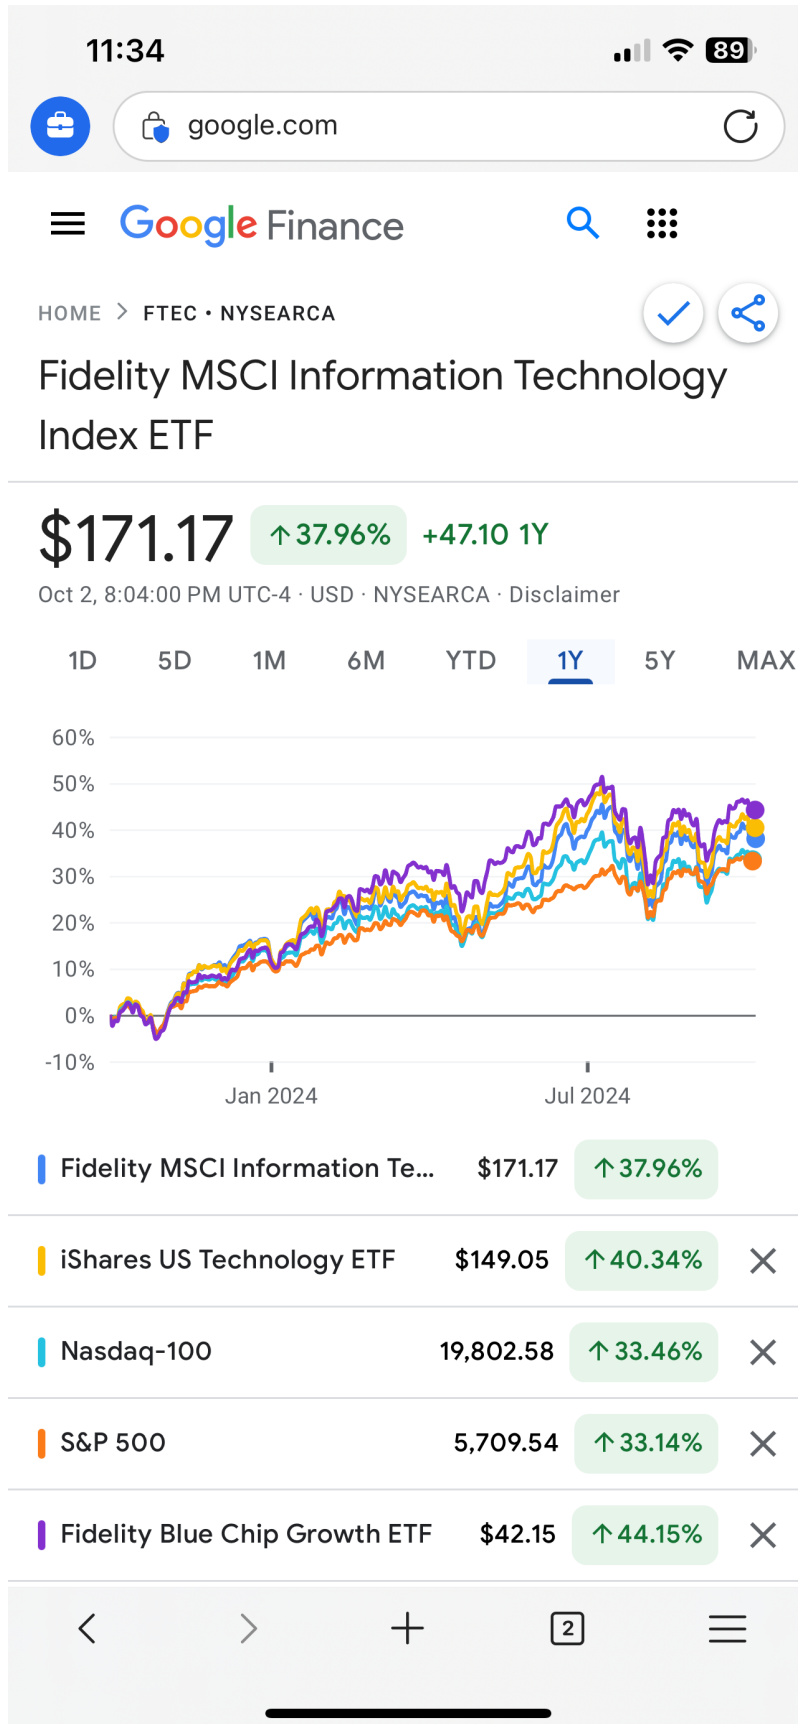 11:34
89
google.com
Google Finance
HOME > FTEC • NYSEARCA
Fidelity MSCI Information Technology
Index ETF
$171.17 ↑37.96% +47.10 1Y
Oct 2, 8:04:00 PM UTC-4 · USD · NYSEARCA · Disclaimer
1D 5D 1M 6M YTD 1Y 5Y MAX
60%
50%
40%
30%
20%
10%
0%
-10%
Jan 2024 Jul 2024
Fidelity MSCI Information Te... $171.17 ↑37.96%
iShares US Technology ETF $149.05 ↑40.34%
Nasdaq-100 19,802.58 ↑33.46%
S&P 500 5,709.54 ↑33.14%
Fidelity Blue Chip Growth ETF $42.15 ↑44.15%
2